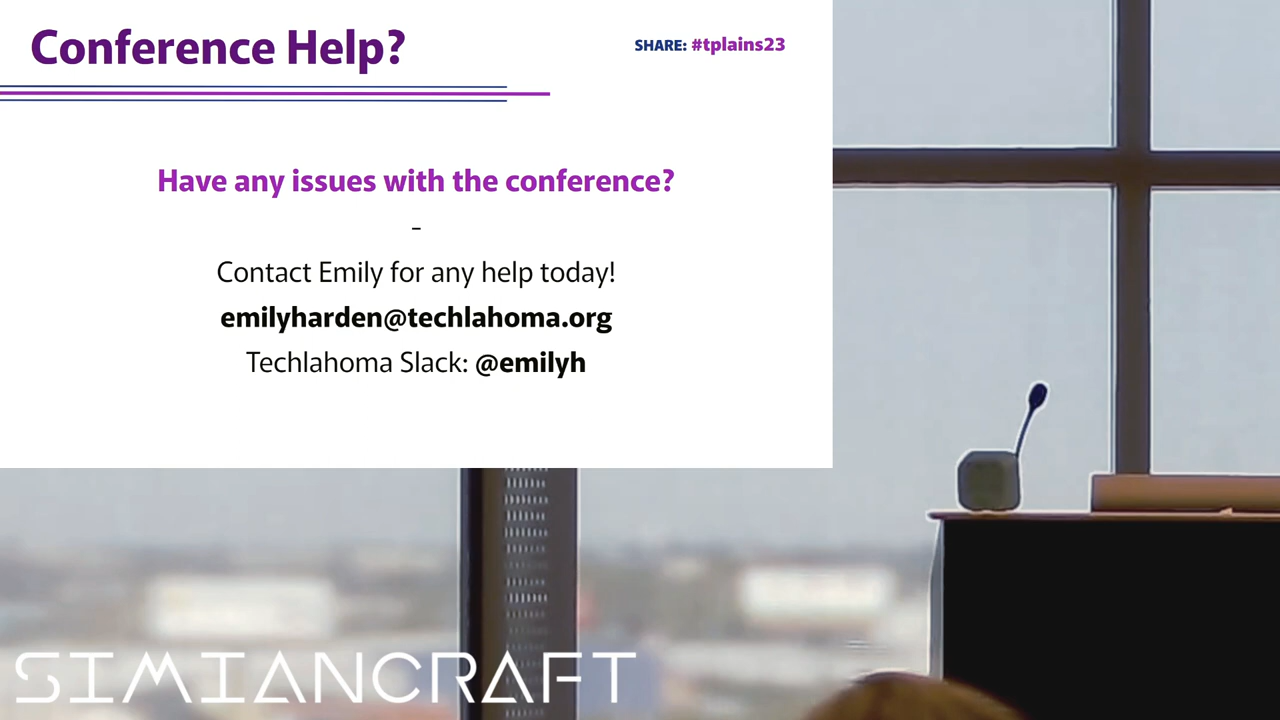 Conference Help?
SHARE: #tplains23
Have any issues with the conference?
-
Contact Emily for any help today!
emilyharden@techlahoma.org
Techlahoma Slack: @emilyh
SIMIANCRAFT